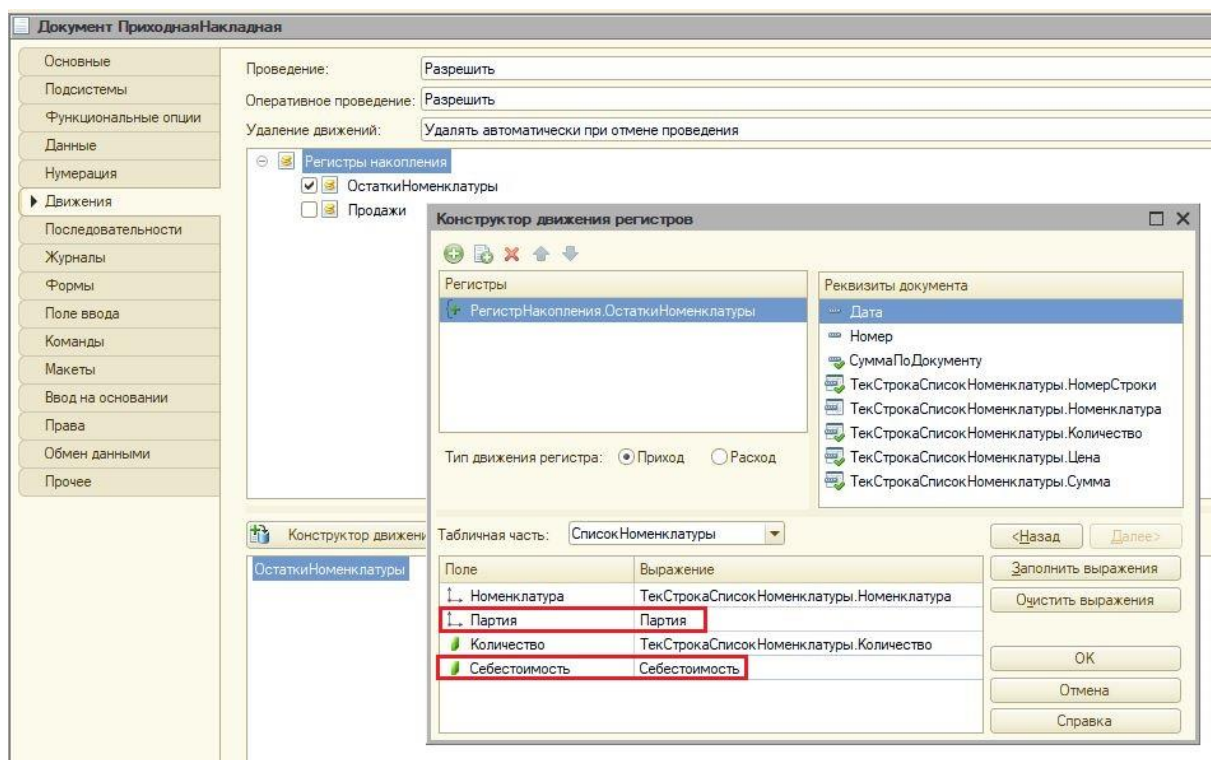 Документ ПриходнаяНакладная
Основные
Подсистемы
Функциональные опции
Данные
Нумерация
Движения
Последовательности
Журналы
Формы
Поле ввода
Команды
Макеты
Ввод на основании
Права
Обмен данными
Прочее
Проведение: Разрешить
Оперативное проведение: Разрешить
Удаление движений: Удалять автоматически при отмене проведения
Регистры накопления
ОстаткиНоменклатуры
Продажи
Конструктор движени
ОстаткиНоменклатуры
Конструктор движения регистров
Регистры
РегистрНакопления.ОстаткиНоменклатуры
Тип движения регистра: Приход Расход
Реквизиты документа
Дата
Номер
СуммаПоДокументу
ТекСтрокаСписокНоменклатуры.НомерСтроки
ТекСтрокаСписокНоменклатуры.Номенклатура
ТекСтрокаСписокНоменклатуры.Количество
ТекСтрокаСписокНоменклатуры.Цена
ТекСтрокаСписокНоменклатуры.Сумма
Табличная часть: СписокНоменклатуры
<Назад Далее>
Поле Выражение
Номенклатура ТекСтрокаСписокНоменклатуры.Номенклатура
Партия Партия
Количество ТекСтрокаСписокНоменклатуры.Количество
Себестоимость Себестоимость
Заполнить выражения
Очистить выражения
ОК
Отмена
Справка